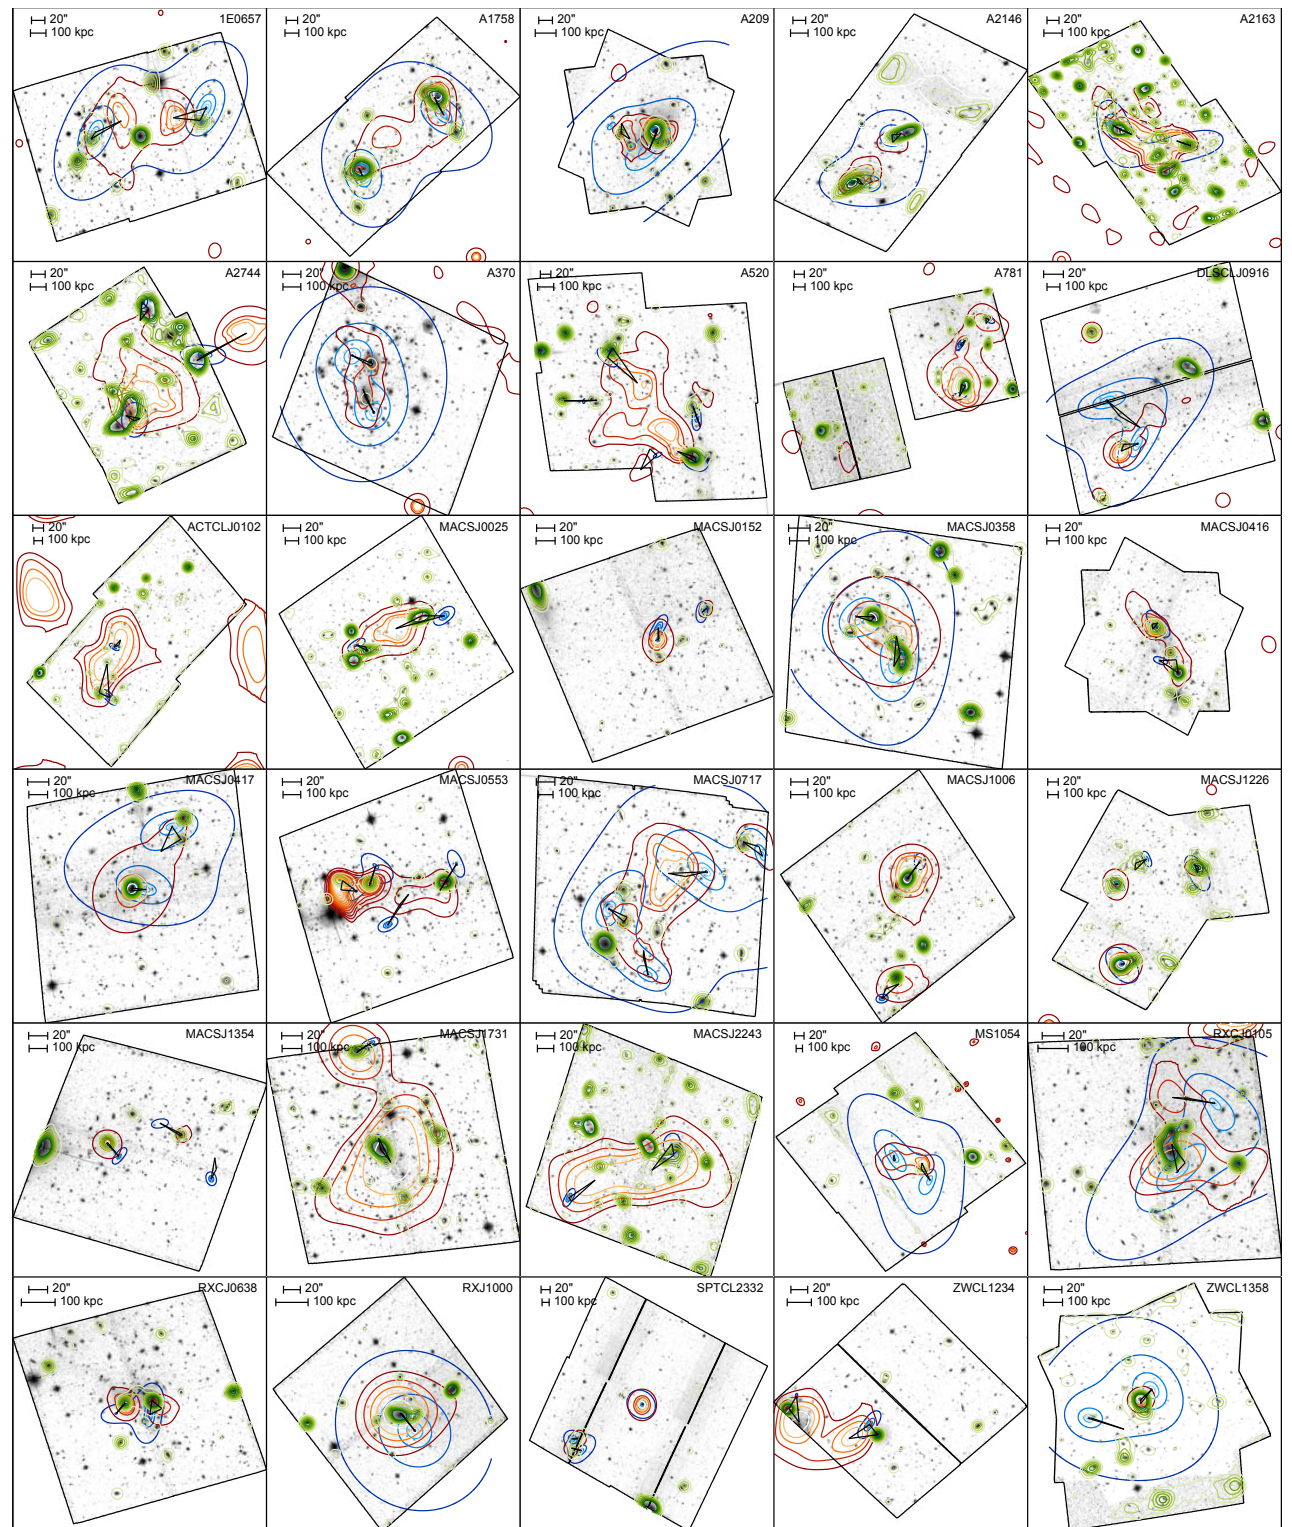 20" 1E0657
100 kpc
20" A1758
100 kpc
20" A209
100 kpc
20" A2146
100 kpc
20" A2163
100 kpc
20" A2744
100 kpc
20" A370
100 kpc
20" A520
100 kpc
20" A781
100 kpc
20" DLSCLJ0916
100 kpc
20" ACTCLJ0102
100 kpc
20" MACSJ0025
100 kpc
20" MACSJ0152
100 kpc
20" MACSJ0358
100 kpc
20" MACSJ0416
100 kpc
20" MACSJ0417
100 kpc
20" MACSJ0553
100 kpc
20" MACSJ0717
100 kpc
20" MACSJ1006
100 kpc
20" MACSJ1226
100 kpc
20" MACSJ1354
100 kpc
20" MACSJ1731
100 kpc
20" MACSJ2243
100 kpc
20" MS1054
100 kpc
20" RXCJ0105
100 kpc
20" RXCJ0638
100 kpc
20" RXJ1000
100 kpc
20" SPTCL2332
100 kpc
20" ZWCL1234
100 kpc
20" ZWCL1358
100 kpc